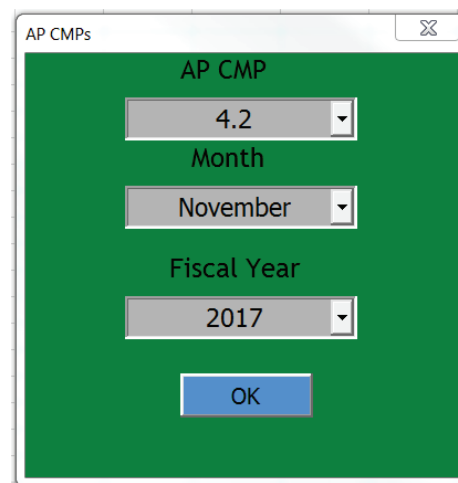 AP CMPs
AP CMP
4.2
Month
November
Fiscal Year
2017
OK